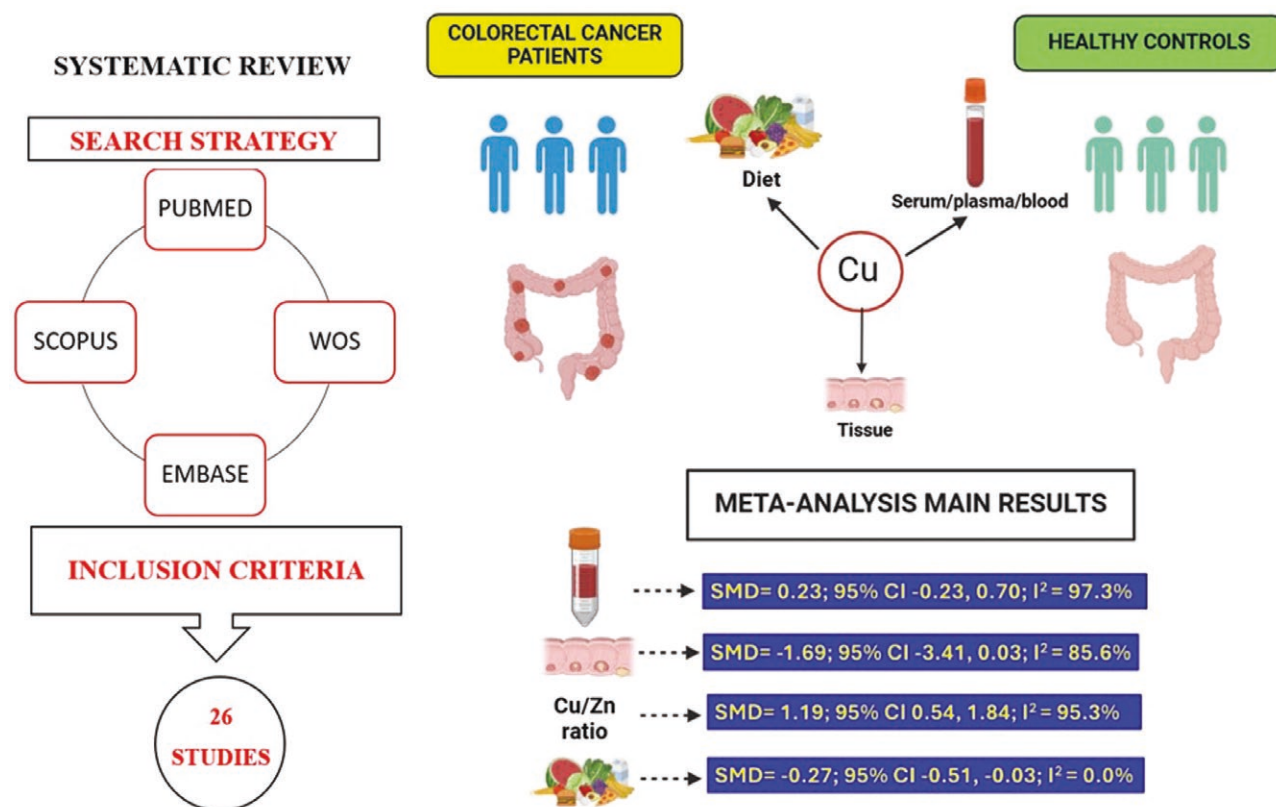 SYSTEMATIC REVIEW
SEARCH STRATEGY
PUBMED
SCOPUS
WOS
EMBASE
INCLUSION CRITERIA
26
STUDIES
COLORECTAL CANCER
PATIENTS
HEALTHY CONTROLS
Diet
Serum/plasma/blood
Cu
Tissue
META-ANALYSIS MAIN RESULTS
SMD= 0.23; 95% CI -0.23, 0.70; I² = 97.3%
SMD= -1.69; 95% CI -3.41, 0.03; I² = 85.6%
Cu/Zn
ratio
SMD= 1.19; 95% CI 0.54, 1.84; I² = 95.3%
SMD= -0.27; 95% CI -0.51, -0.03; I² = 0.0%